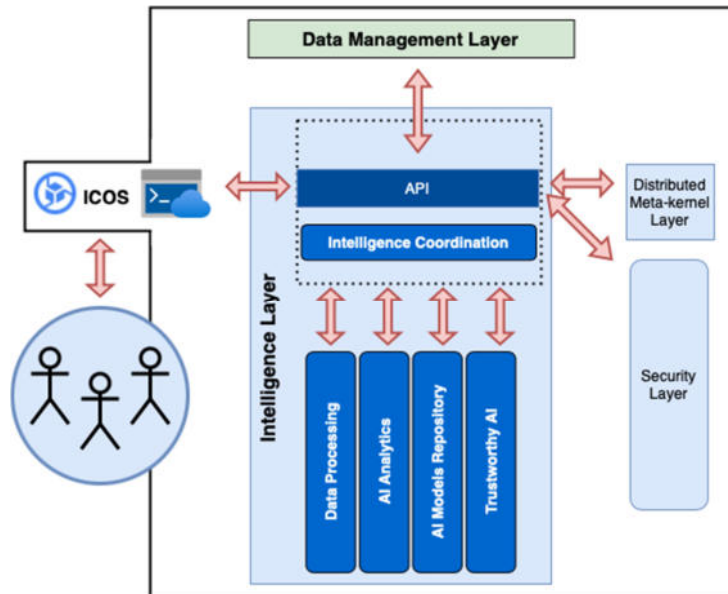 Data Management Layer
ICOS
>_
API
Distributed
Meta-kernel
Layer
Intelligence Coordination
Intelligence Layer
Data Processing
AI Analytics
AI Models Repository
Trustworthy AI
Security
Layer